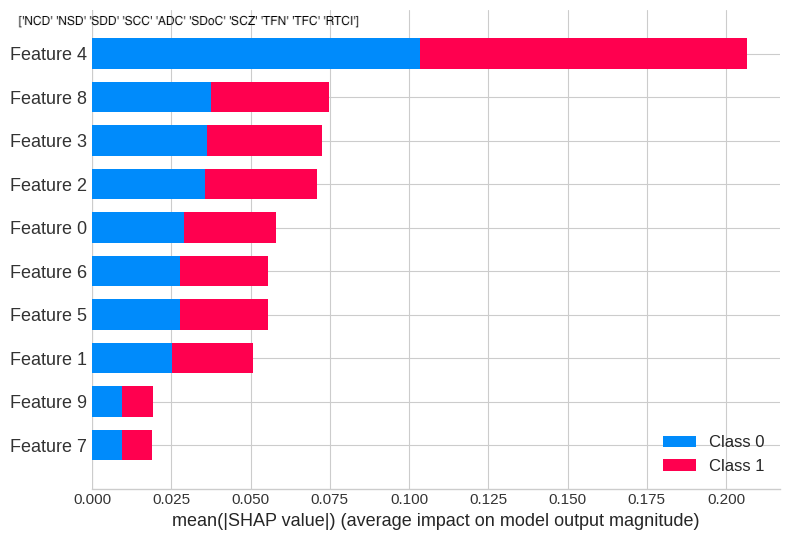 ['NCD' 'NSD' 'SDD' 'SCC' 'ADC' 'SDoC' 'SCZ' 'TFN' 'TFC' 'RTCI']
Feature 4
Feature 8
Feature 3
Feature 2
Feature 0
Feature 6
Feature 5
Feature 1
Feature 9
Feature 7
Class 0
Class 1
0.000 0.025 0.050 0.075 0.100 0.125 0.150 0.175 0.200
mean(|SHAP value|) (average impact on model output magnitude)